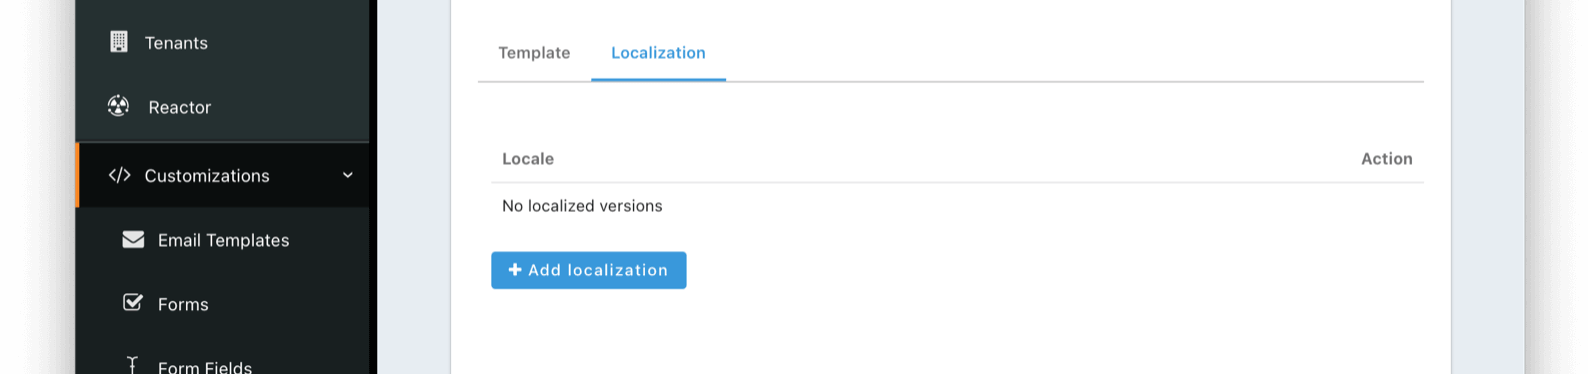 Tenants
Reactor
Customizations
Email Templates
Forms
Form Fields
Template Localization
Locale Action
No localized versions
Add localization